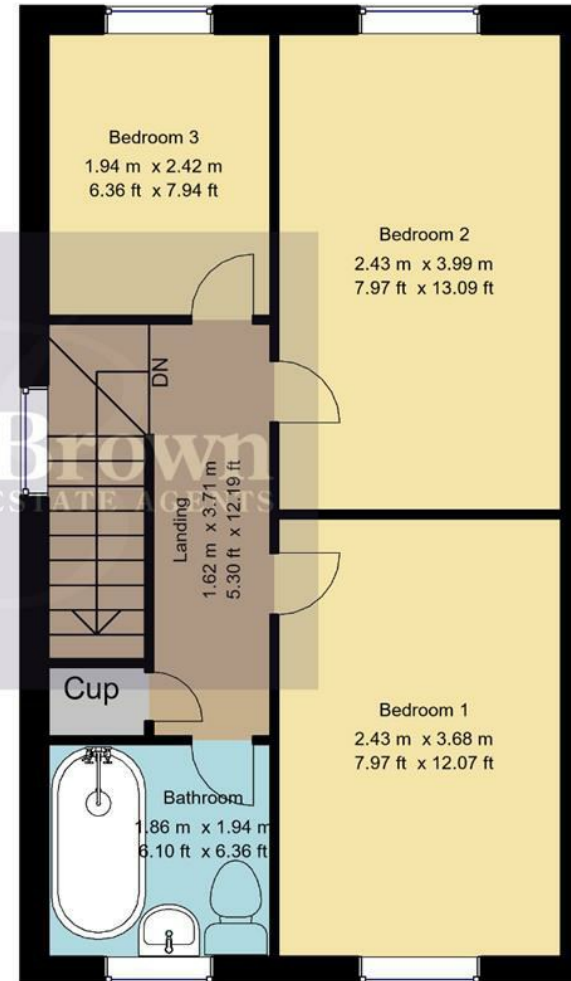 Bedroom 3
1.94 m x 2.42 m
6.36 ft x 7.94 ft
Bedroom 2
2.43 m x 3.99 m
7.97 ft x 13.09 ft
DN
Brown
ESTATE AGENTS
Landing
1.62 m x 3.71 m
5.30 ft x 12.19 ft
Cup
Bedroom 1
2.43 m x 3.68 m
7.97 ft x 12.07 ft
Bathroom
1.86 m x 1.94 m
6.10 ft x 6.36 ft